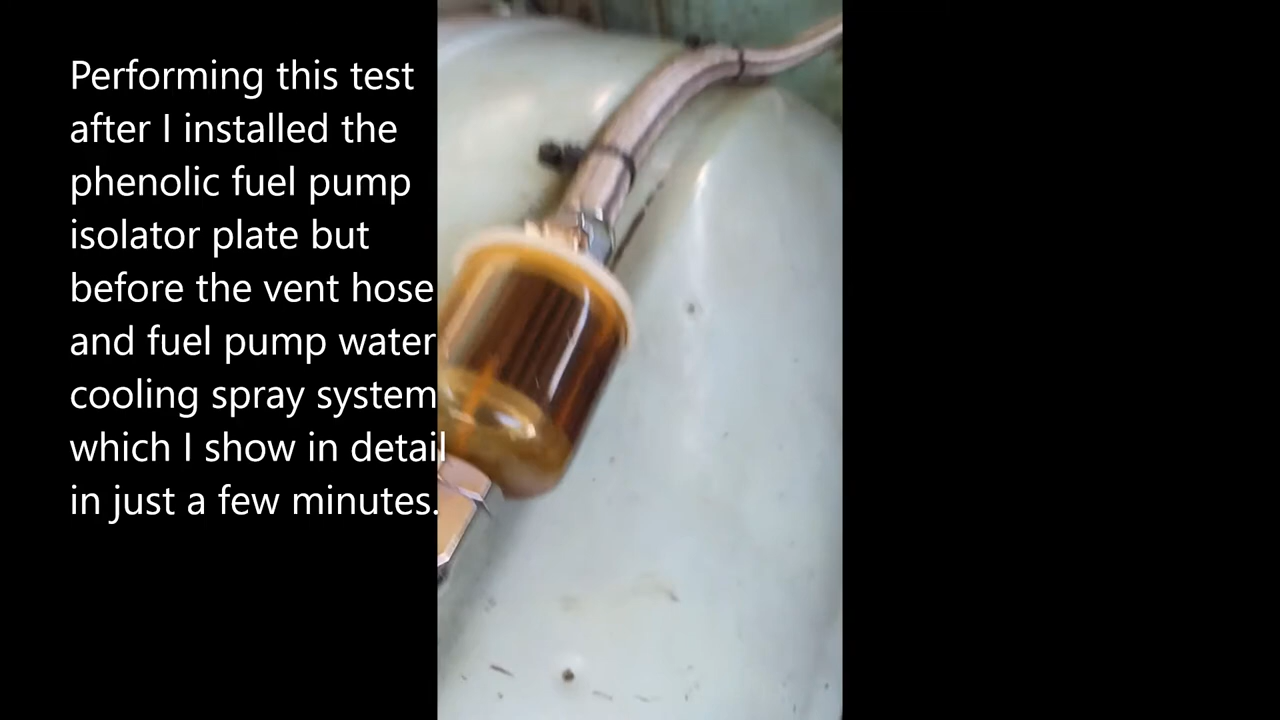 Performing this test
after I installed the
phenolic fuel pump
isolator plate but
before the vent hose
and fuel pump water
cooling spray system
which I show in detail
in just a few minutes.